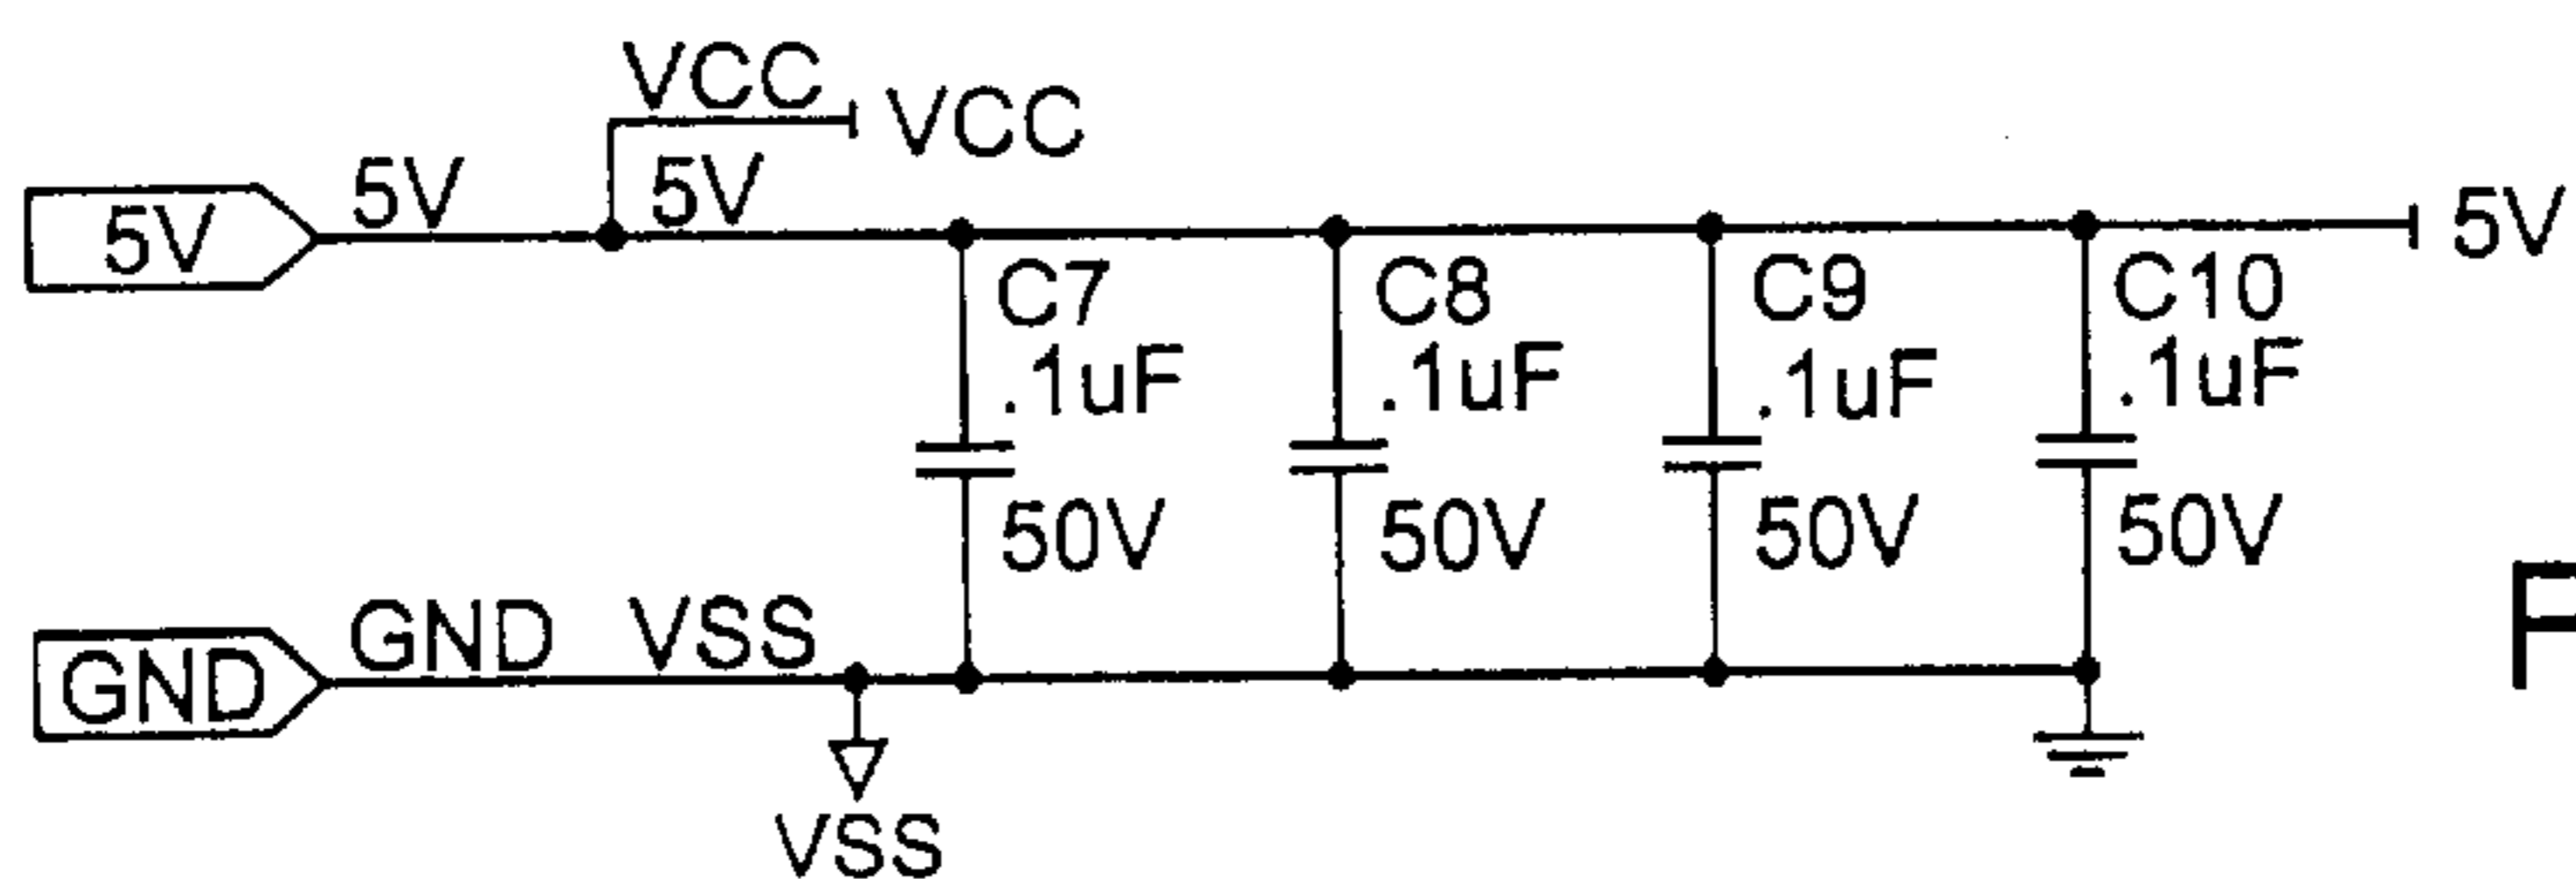 VCC
VCC
5V
5V
5V
5V
C7
.1uF
50V
C8
.1uF
50V
C9
.1uF
50V
C10
.1uF
50V
GND
GND
VSS
VSS
F